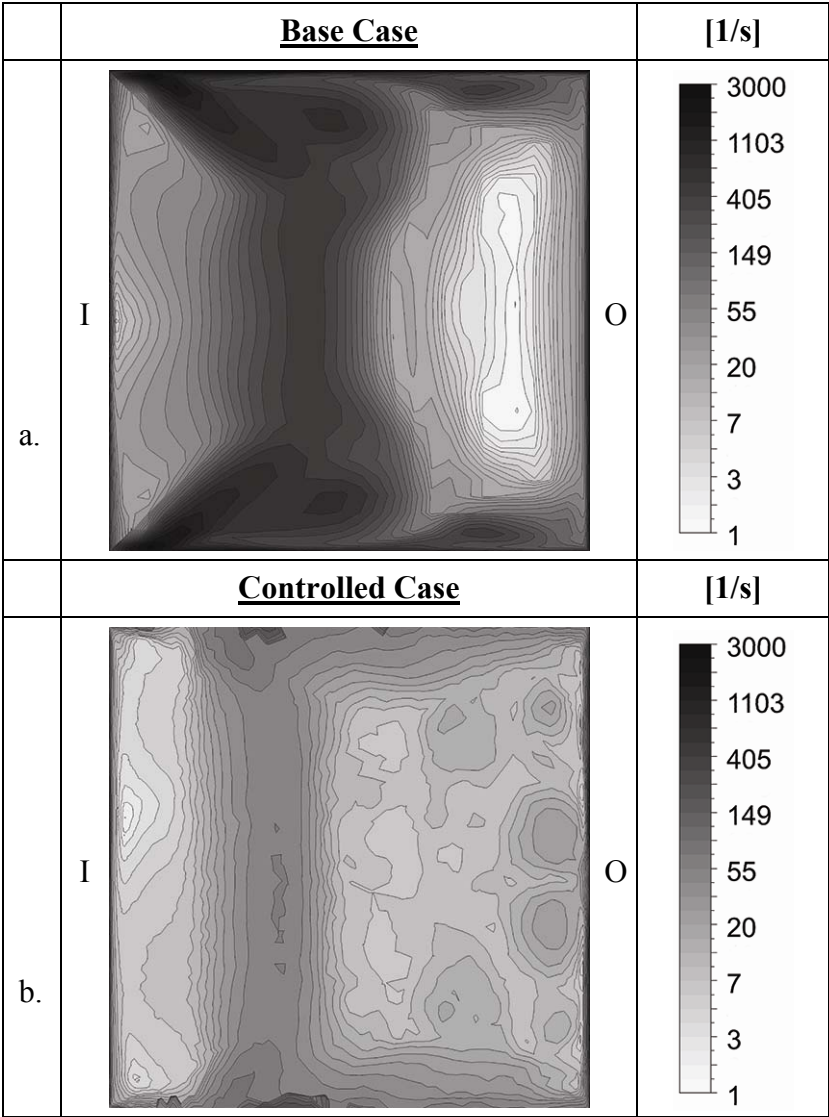 Base Case [1/s]
a.
I
O
3000
1103
405
149
55
20
7
3
1
Controlled Case [1/s]
b.
I
O
3000
1103
405
149
55
20
7
3
1